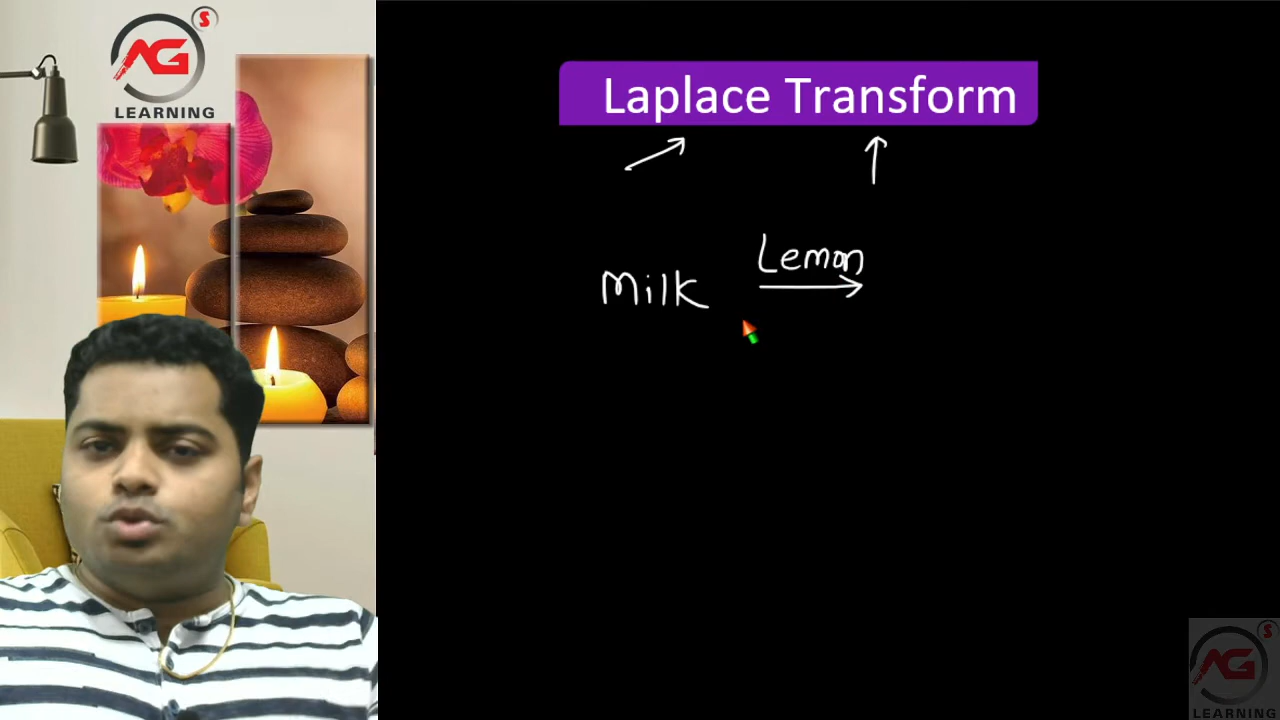 AG
S
LEARNING
Laplace Transform
Lemon
Milk
AG
S
LEARNING